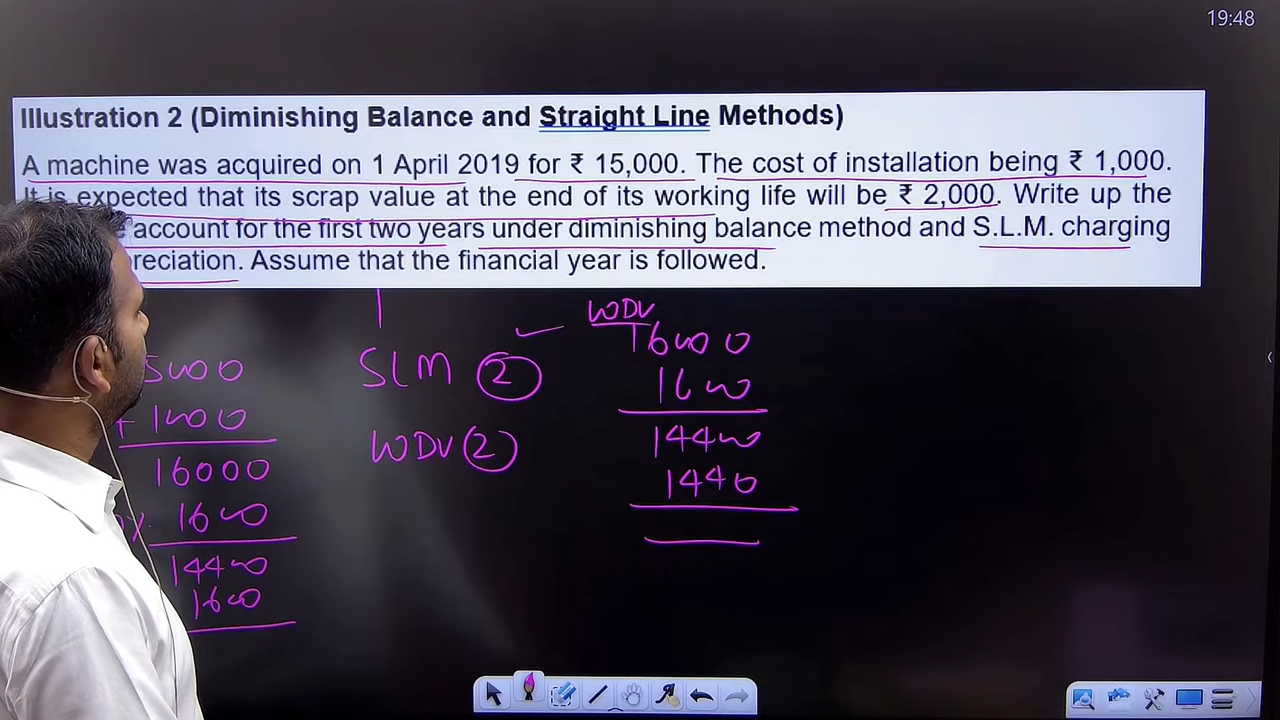 19:48
Illustration 2 (Diminishing Balance and Straight Line Methods)
A machine was acquired on 1 April 2019 for ₹ 15,000. The cost of installation being ₹ 1,000.
It is expected that its scrap value at the end of its working life will be ₹ 2,000. Write up the
account for the first two years under diminishing balance method and S.L.M. charging
reciation. Assume that the financial year is followed.
5000
+ 1000
16000
%. 1600
14400
1600
SLM 2
WDV 2
WDV
16000
1600
14400
1440